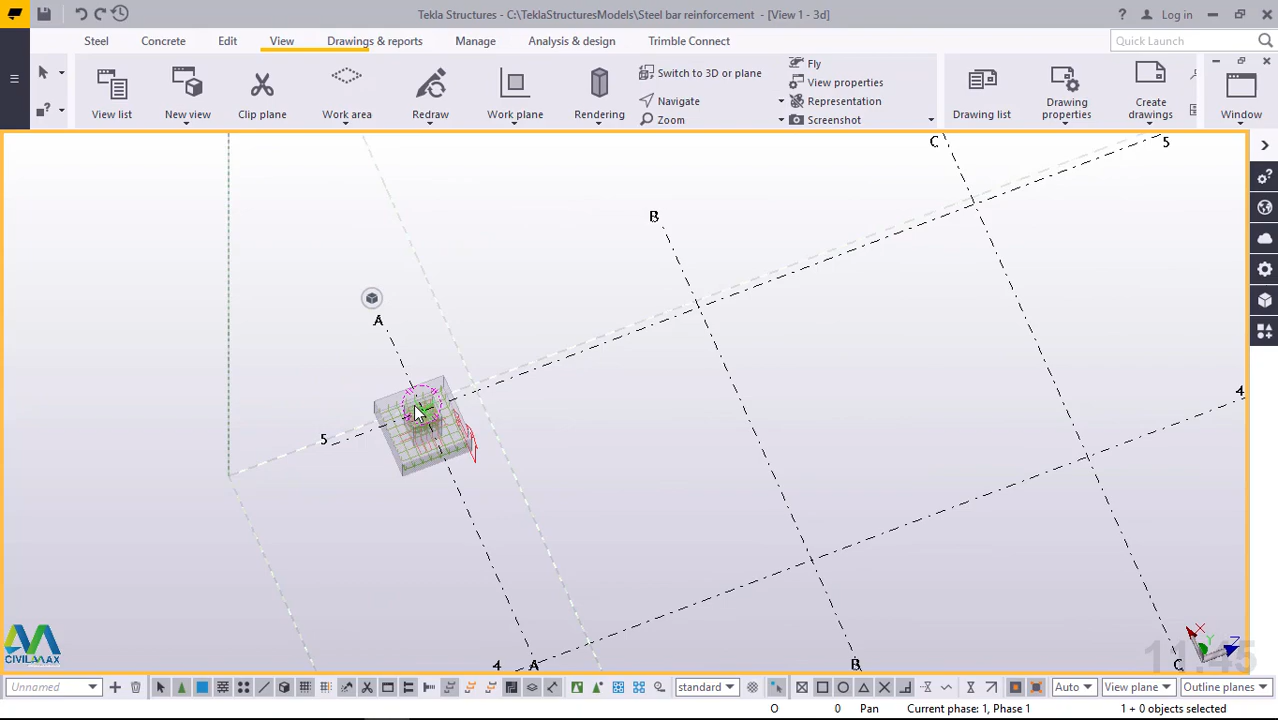 Tekla Structures - C:\TeklaStructuresModels\Steel bar reinforcement - [View 1 - 3d]
Log in
Steel
Concrete
Edit
View
Drawings & reports
Manage
Analysis & design
Trimble Connect
Quick Launch
View list
New view
Clip plane
Work area
Redraw
Work plane
Rendering
Switch to 3D or plane
Navigate
Zoom
Fly
View properties
Representation
Screenshot
Drawing list
Drawing properties
Create drawings
Window
C
5
B
A
5
4
4
A
B
C
X
Y
Z
CIVILMAX
11:45
Unnamed
standard
Auto
View plane
Outline planes
O
0
Pan
Current phase: 1, Phase 1
1 + 0 objects selected